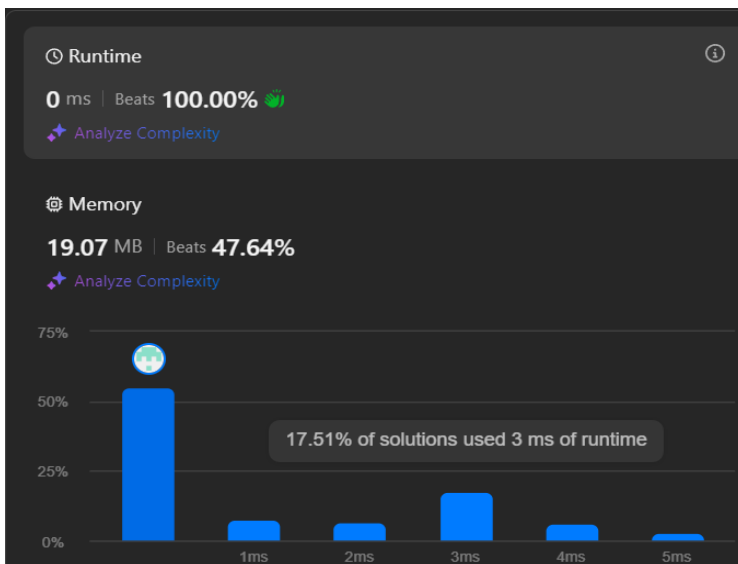 Runtime
0 ms | Beats 100.00%
Analyze Complexity
Memory
19.07 MB | Beats 47.64%
Analyze Complexity
75%
50%
17.51% of solutions used 3 ms of runtime
25%
0%
1ms 2ms 3ms 4ms 5ms